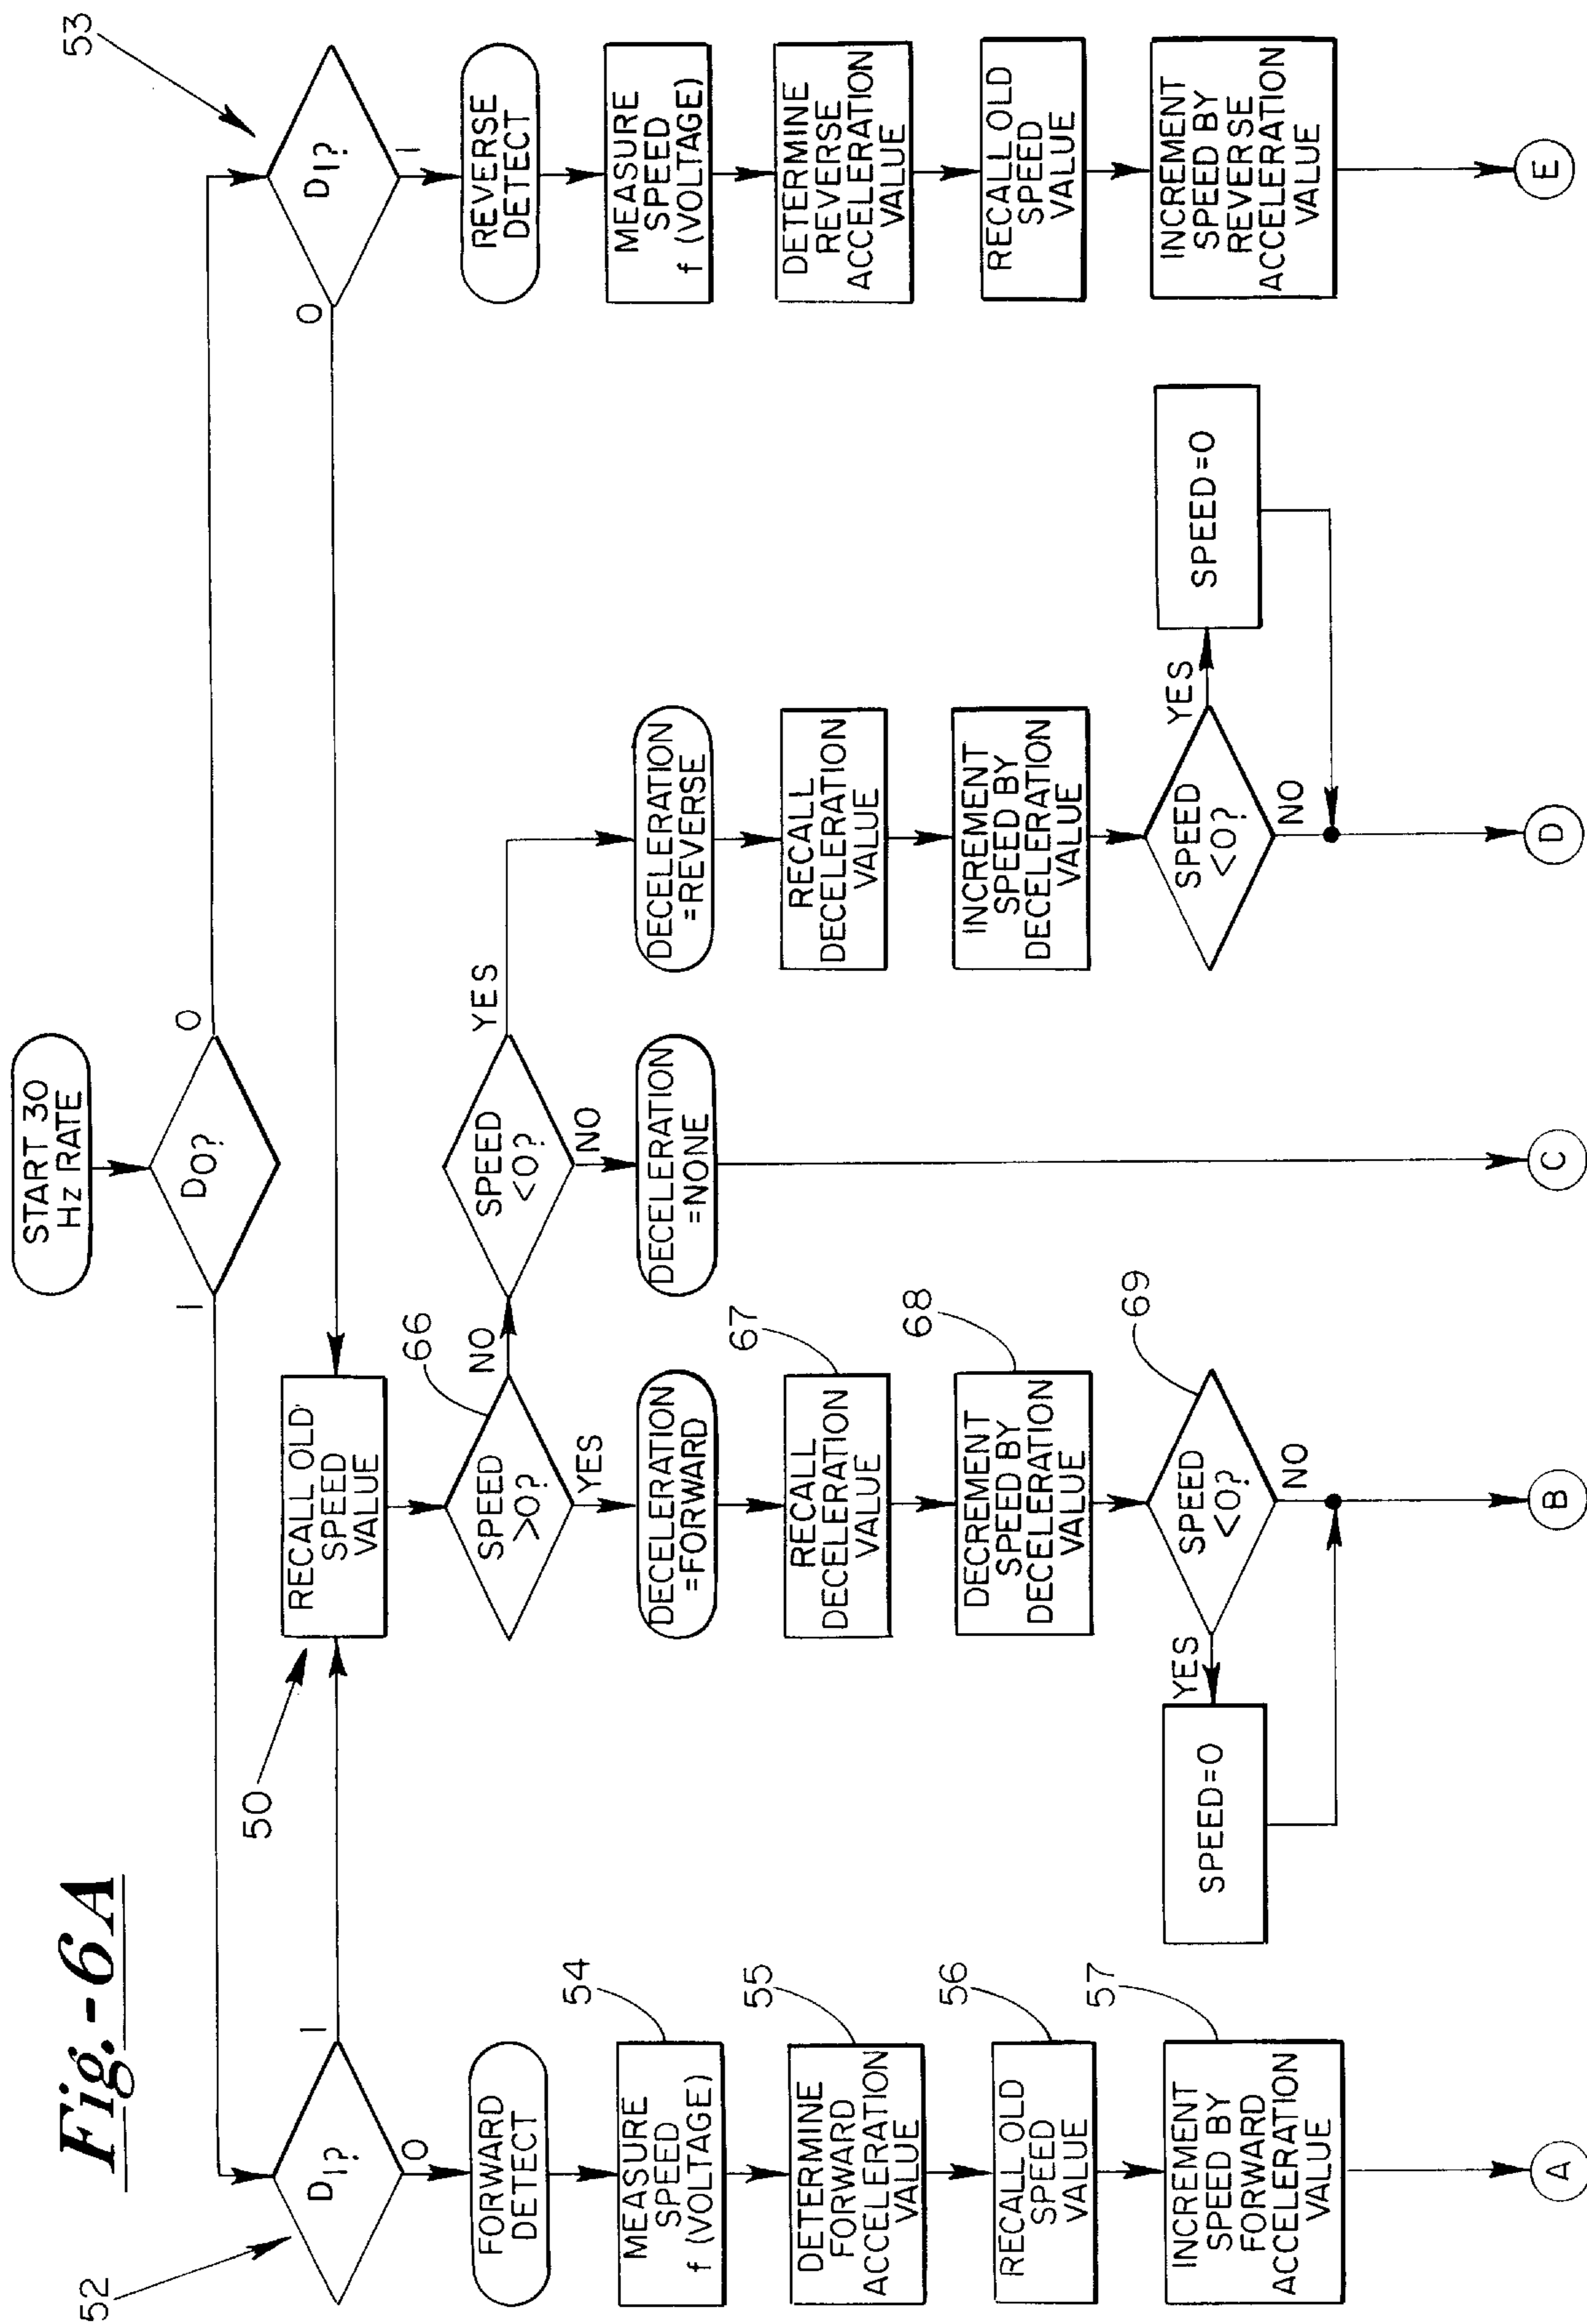 Fig.-6A
START 30
Hz RATE
D0?
1
0
52
D1?
1
0
53
D1?
0
1
50
RECALL OLD
SPEED
VALUE
66
SPEED
>0?
NO
YES
SPEED
<0?
YES
NO
FORWARD
DETECT
54
MEASURE
SPEED
f (VOLTAGE)
55
DETERMINE
FORWARD
ACCELERATION
VALUE
56
RECALL OLD
SPEED
VALUE
57
INCREMENT
SPEED BY
FORWARD
ACCELERATION
VALUE
A
DECELERATION
=FORWARD
67
RECALL
DECELERATION
VALUE
68
DECREMENT
SPEED BY
DECELERATION
VALUE
69
SPEED
<0?
YES
NO
SPEED=0
B
DECELERATION
=NONE
C
DECELERATION
=REVERSE
RECALL
DECELERATION
VALUE
INCREMENT
SPEED BY
DECELERATION
VALUE
SPEED
<0?
YES
NO
SPEED=0
D
REVERSE
DETECT
MEASURE
SPEED
f (VOLTAGE)
DETERMINE
REVERSE
ACCELERATION
VALUE
RECALL OLD
SPEED
VALUE
INCREMENT
SPEED BY
REVERSE
ACCELERATION
VALUE
E